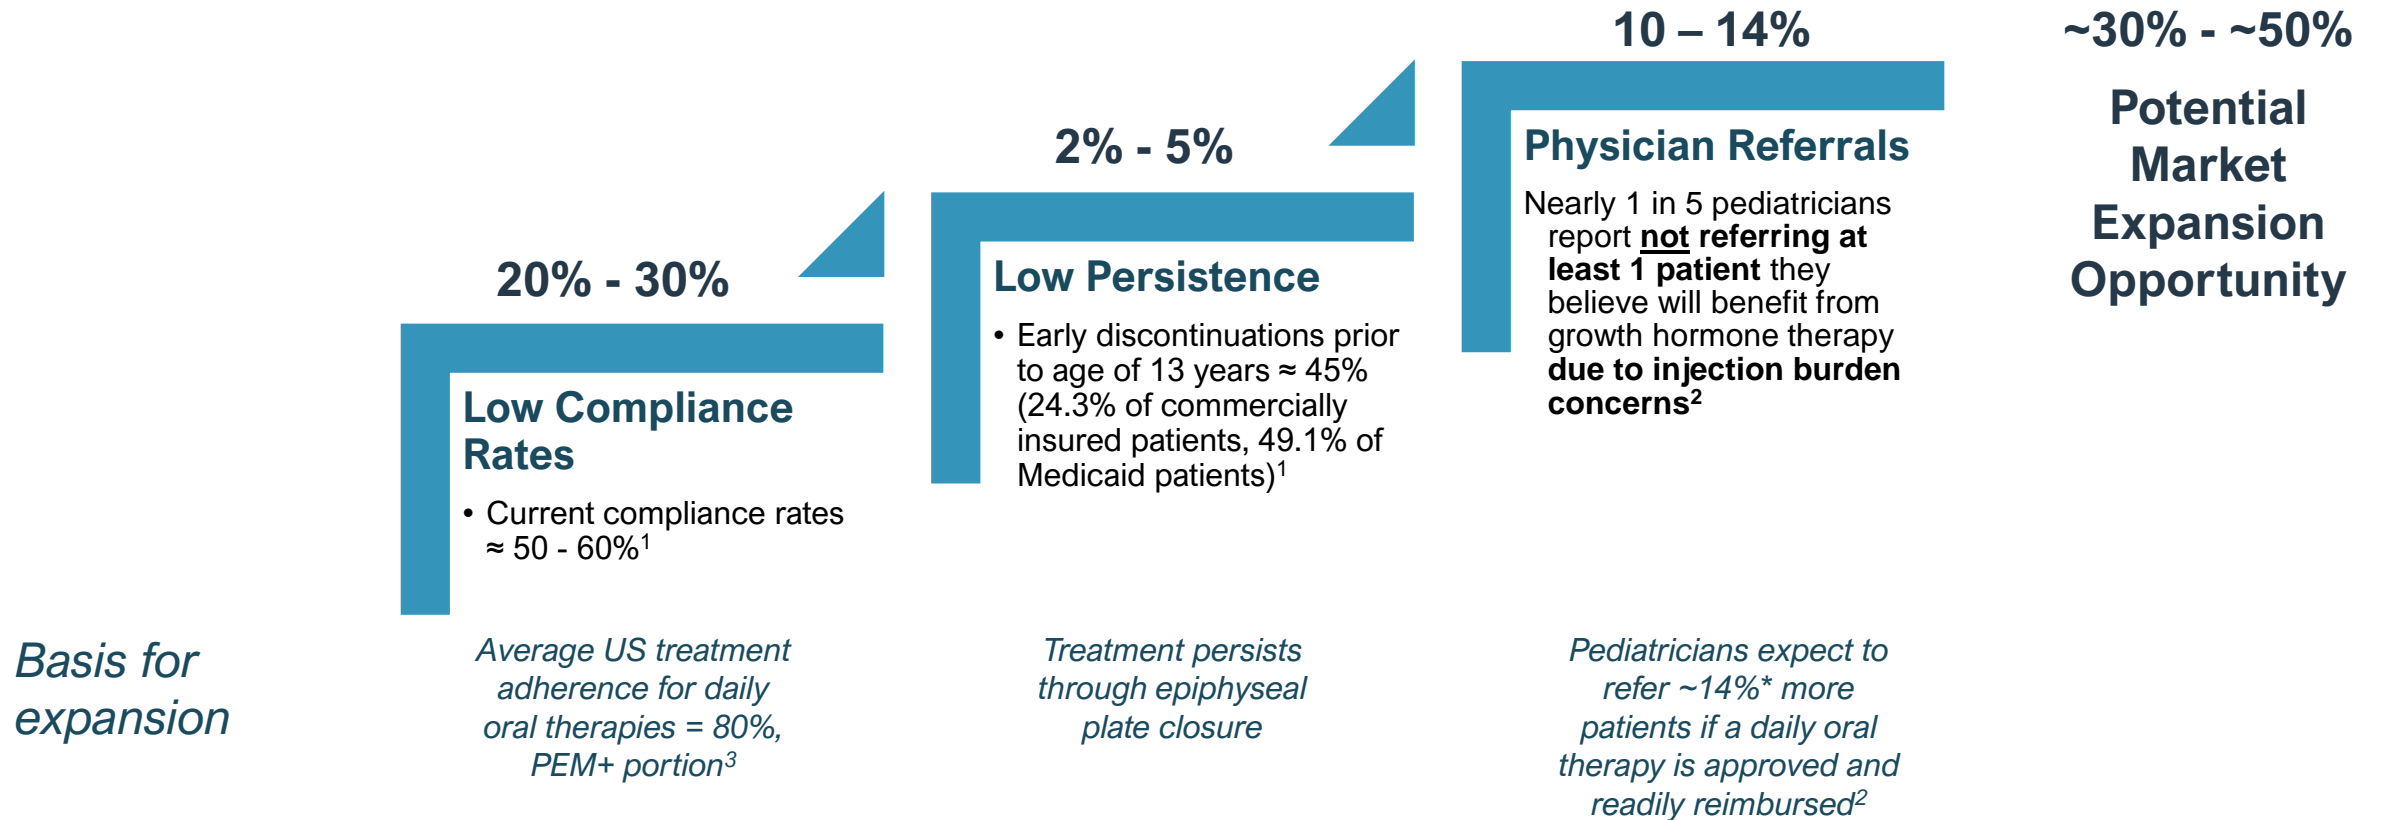 20% - 30%
Low Compliance
Rates
• Current compliance rates
≈ 50 - 60%1
2% - 5%
Low Persistence
• Early discontinuations prior
to age of 13 years ≈ 45%
(24.3% of commercially
insured patients, 49.1% of
Medicaid patients)1
10 – 14%
Physician Referrals
Nearly 1 in 5 pediatricians
report not referring at
least 1 patient they
believe will benefit from
growth hormone therapy
due to injection burden
concerns2
~30% - ~50%
Potential
Market
Expansion
Opportunity
Basis for
expansion
Average US treatment
adherence for daily
oral therapies = 80%,
PEM+ portion3
Treatment persists
through epiphyseal
plate closure
Pediatricians expect to
refer ~14%* more
patients if a daily oral
therapy is approved and
readily reimbursed2